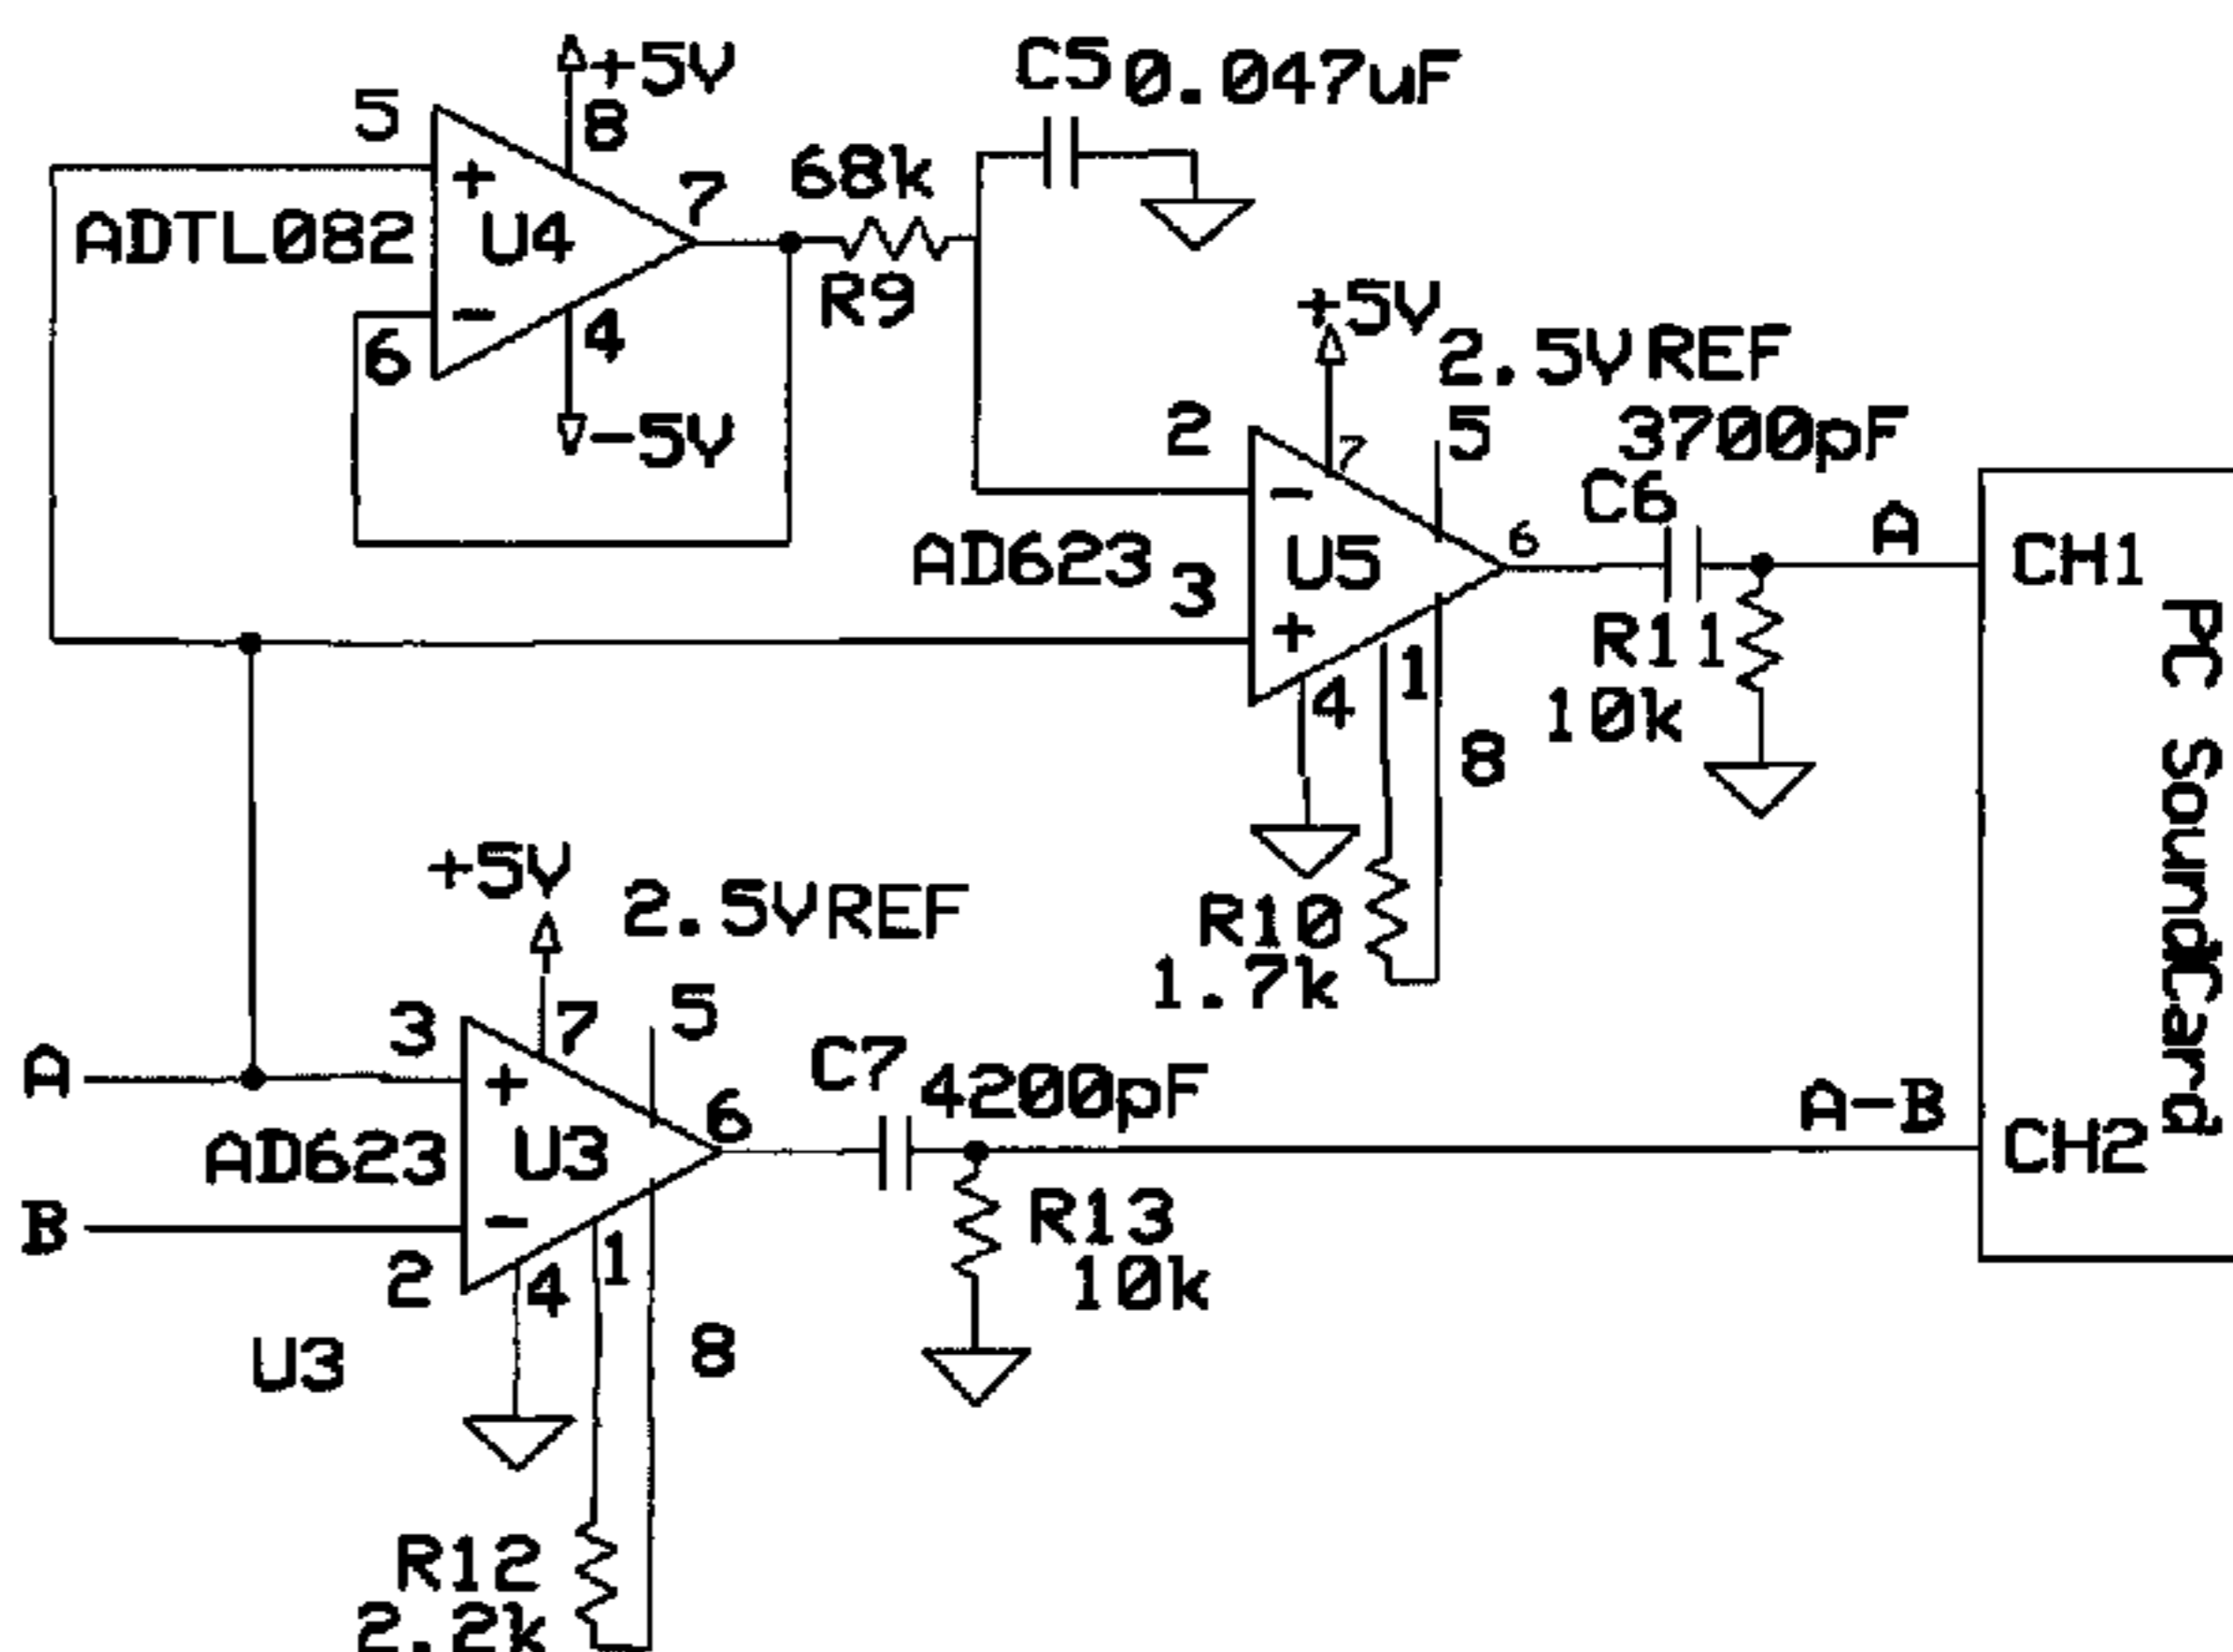 +5V
C5 0.047uF
5
8
68k
7
+
ADTL082
U4
R9
-
6
4
-5V
+5V
2.5V REF
2
7
5
3700pF
C6
-
A
CH1
AD623
U5
6
3
+
R11
10k
4
1
8
PC SoundCard
+5V
2.5V REF
R10
1.7k
3
7
5
A
+
C7
4200pF
A-B
CH2
AD623
U3
6
B
-
R13
10k
2
4
1
8
U3
R12
2.2k